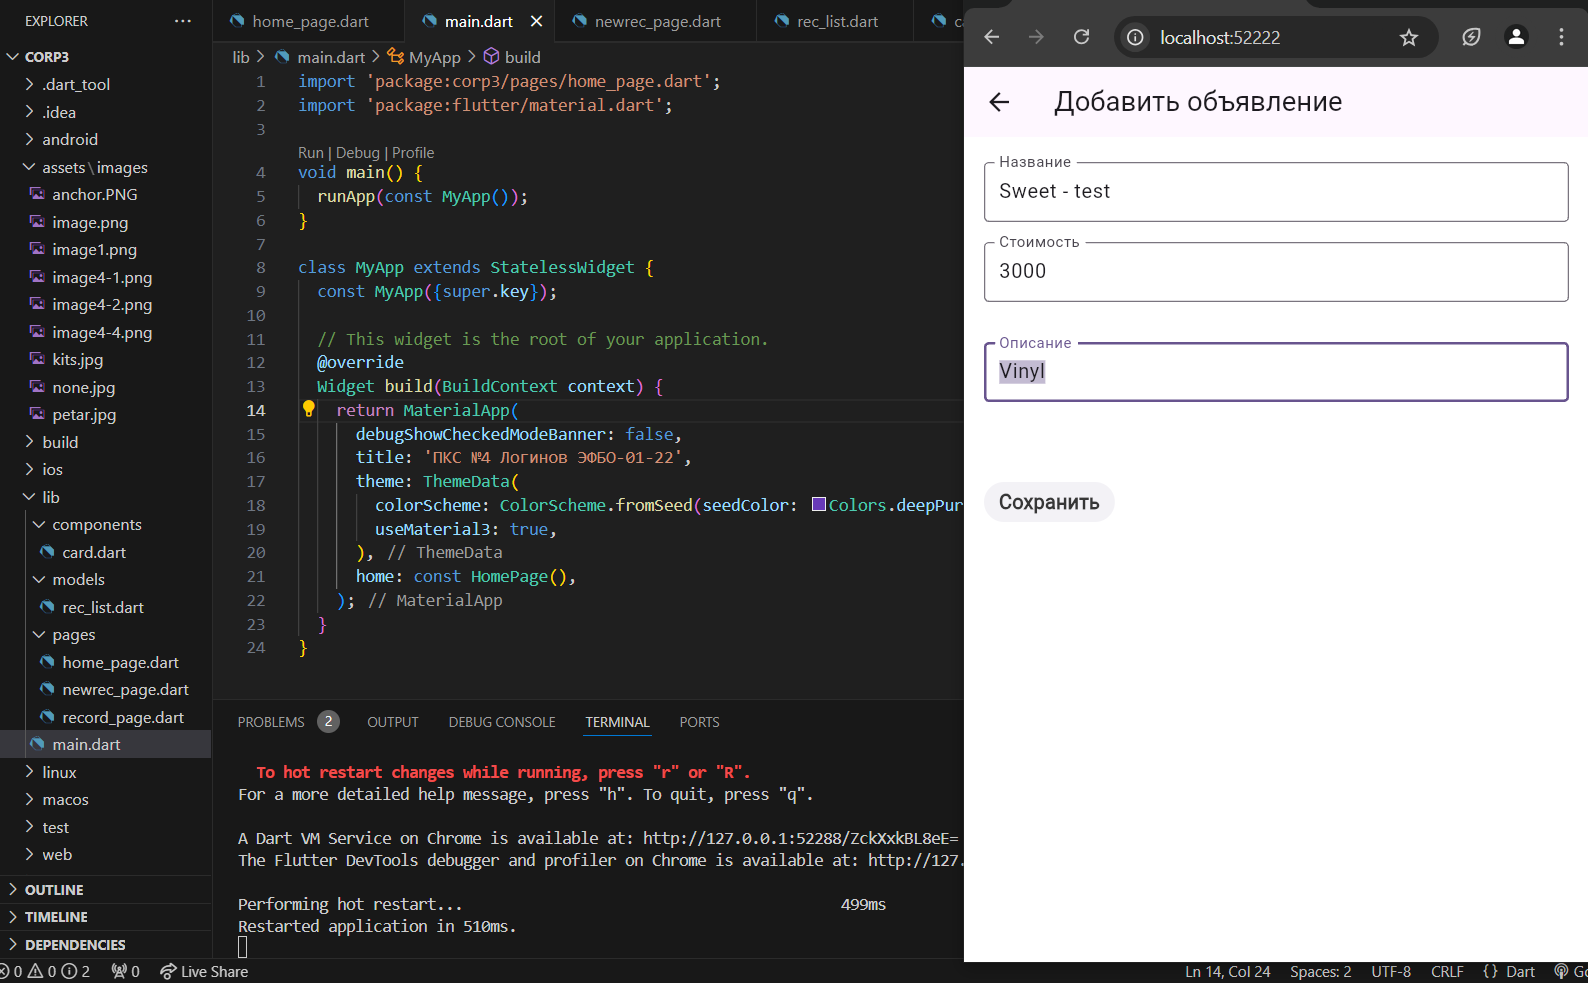 EXPLORER
CORP3
.dart_tool
.idea
android
assets\images
anchor.PNG
image.png
image1.png
image4-1.png
image4-2.png
image4-4.png
kits.jpg
none.jpg
petar.jpg
build
ios
lib
components
card.dart
models
rec_list.dart
pages
home_page.dart
newrec_page.dart
record_page.dart
main.dart
linux
macos
test
web
OUTLINE
TIMELINE
DEPENDENCIES
home_page.dart
main.dart
newrec_page.dart
rec_list.dart
lib > main.dart > MyApp > build
1 import 'package:corp3/pages/home_page.dart';
2 import 'package:flutter/material.dart';
3
Run | Debug | Profile
4 void main() {
5 runApp(const MyApp());
6 }
7
8 class MyApp extends StatelessWidget {
9 const MyApp({super.key});
10
11 // This widget is the root of your application.
12 @override
13 Widget build(BuildContext context) {
14 return MaterialApp(
15 debugShowCheckedModeBanner: false,
16 title: 'ПКС №4 Логинов ЭФБО-01-22',
17 theme: ThemeData(
18 colorScheme: ColorScheme.fromSeed(seedColor: Colors.deepPur
19 useMaterial3: true,
20 ), // ThemeData
21 home: const HomePage(),
22 ); // MaterialApp
23 }
24 }
PROBLEMS 2 OUTPUT DEBUG CONSOLE TERMINAL PORTS
To hot restart changes while running, press "r" or "R".
For a more detailed help message, press "h". To quit, press "q".
A Dart VM Service on Chrome is available at: http://127.0.0.1:52288/ZckXxkBL8eE=
The Flutter DevTools debugger and profiler on Chrome is available at: http://127.
Performing hot restart... 499ms
Restarted application in 510ms.
localhost:52222
Добавить объявление
Название
Sweet - test
Стоимость
3000
Описание
Vinyl
Сохранить
0 0 2 0 Live Share Ln 14, Col 24 Spaces: 2 UTF-8 CRLF {} Dart Go